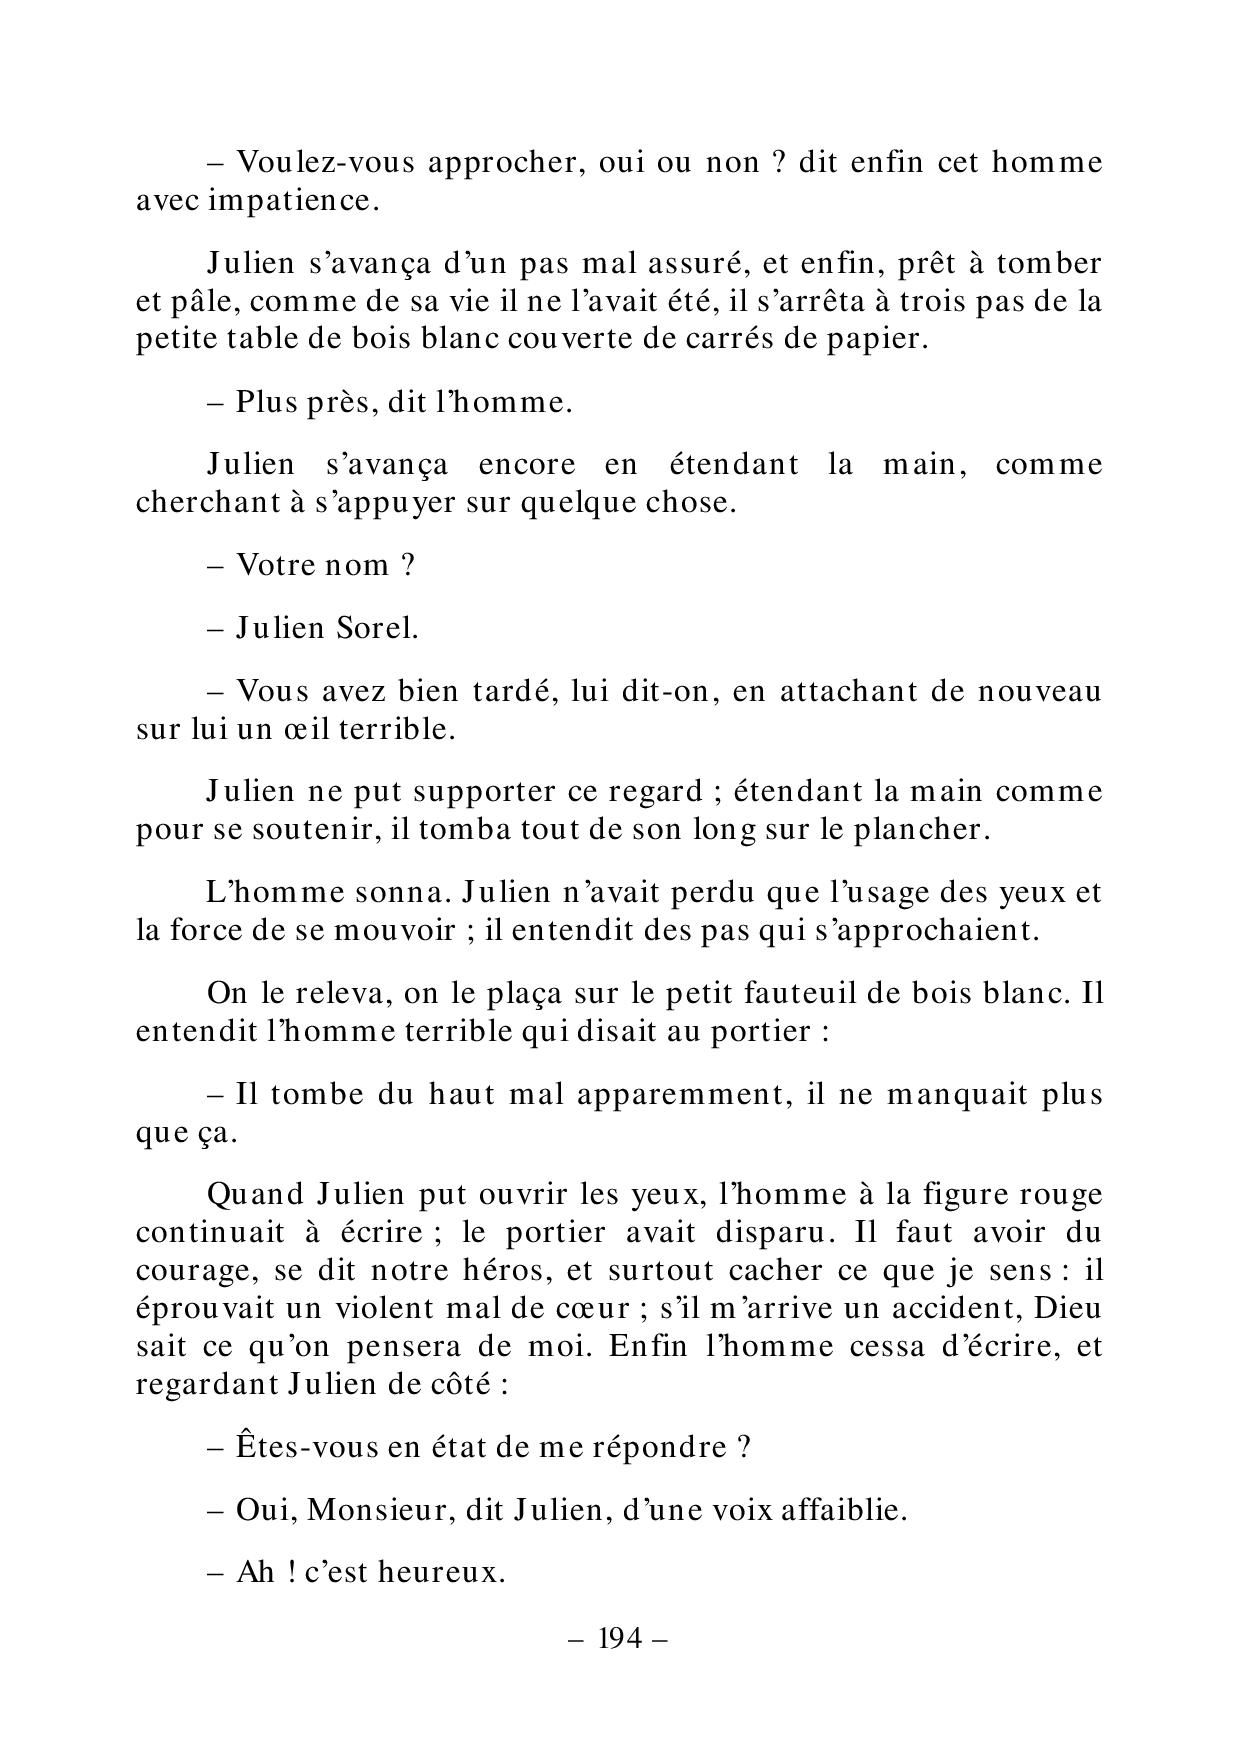 – Voulez-vous approcher, oui ou non ? dit enfin cet homme
avec impatience.
Julien s’avança d’un pas mal assuré, et enfin, prêt à tomber
et pâle, comme de sa vie il ne l’avait été, il s’arrêta à trois pas de la
petite table de bois blanc couverte de carrés de papier.
– Plus près, dit l’homme.
Julien s’avança encore en étendant la main, comme
cherchant à s’appuyer sur quelque chose.
– Votre nom ?
– Julien Sorel.
– Vous avez bien tardé, lui dit-on, en attachant de nouveau
sur lui un œil terrible.
Julien ne put supporter ce regard ; étendant la main comme
pour se soutenir, il tomba tout de son long sur le plancher.
L’homme sonna. Julien n’avait perdu que l’usage des yeux et
la force de se mouvoir ; il entendit des pas qui s’approchaient.
On le releva, on le plaça sur le petit fauteuil de bois blanc. Il
entendit l’homme terrible qui disait au portier :
– Il tombe du haut mal apparemment, il ne manquait plus
que ça.
Quand Julien put ouvrir les yeux, l’homme à la figure rouge
continuait à écrire ; le portier avait disparu. Il faut avoir du
courage, se dit notre héros, et surtout cacher ce que je sens : il
éprouvait un violent mal de cœur ; s’il m’arrive un accident, Dieu
sait ce qu’on pensera de moi. Enfin l’homme cessa d’écrire, et
regardant Julien de côté :
– Êtes-vous en état de me répondre ?
– Oui, Monsieur, dit Julien, d’une voix affaiblie.
– Ah ! c’est heureux.
– 194 –